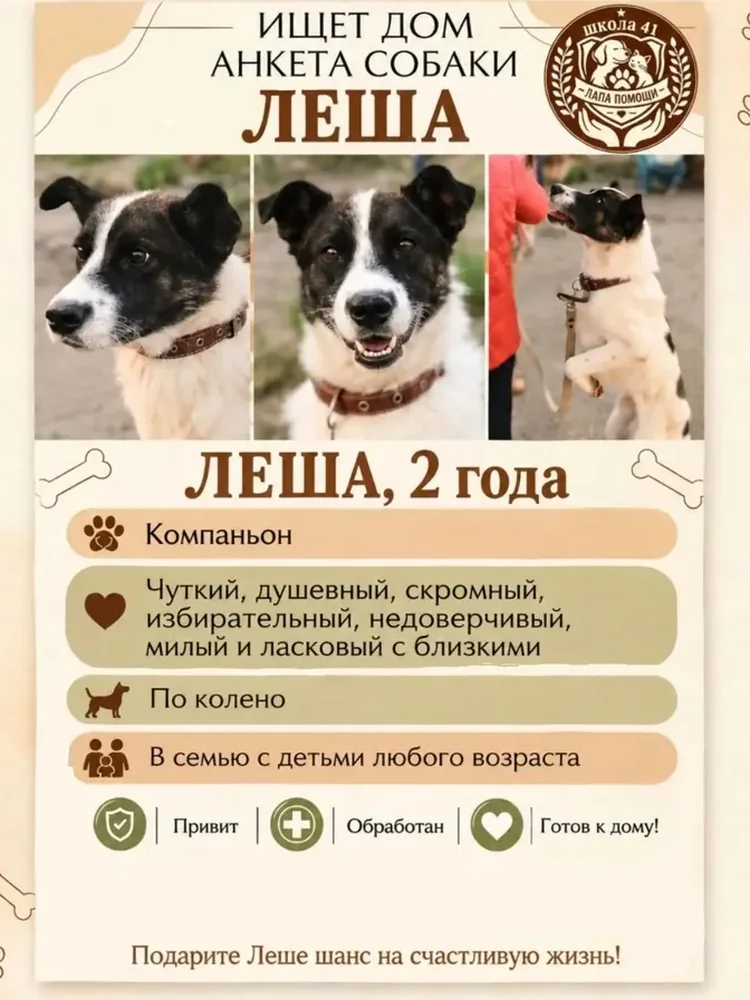 ИЩЕТ ДОМ
АНКЕТА СОБАКИ
ЛЕША
школа 41
ЛАПА ПОМОЩИ
ЛЕША, 2 года
Компаньон
Чуткий, душевный, скромный,
избирательный, недоверчивый,
милый и ласковый с близкими
По колено
В семью с детьми любого возраста
Привит
Обработан
Готов к дому!
Подарите Леше шанс на счастливую жизнь!